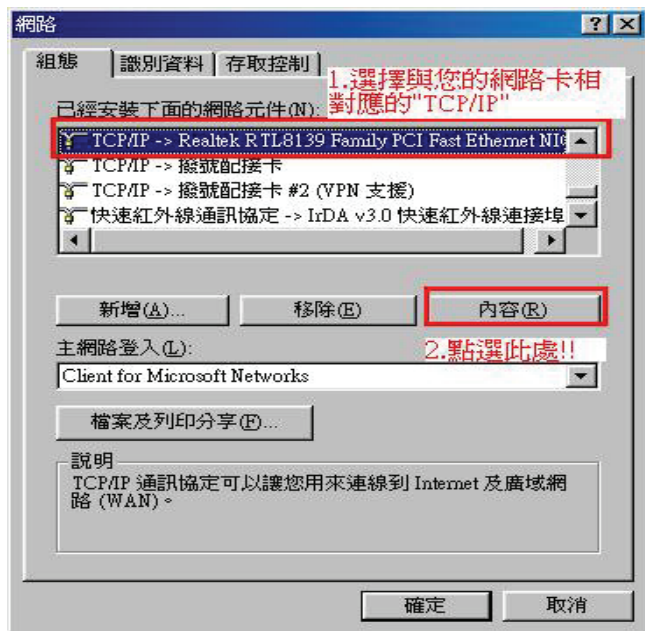 網路
組態 識別資料 存取控制
1.選擇與您的網路卡相
對應的"TCP/IP"
已經安裝下面的網路元件(N):
TCP/IP -> Realtek RTL8139 Family PCI Fast Ethernet NIC
TCP/IP -> 撥號配接卡
TCP/IP -> 撥號配接卡 #2 (VPN 支援)
快速紅外線通訊協定 -> IrDA v3.0 快速紅外線連接埠
新增(A)... 移除(E) 內容(R)
主網路登入(L):
2.點選此處!!
Client for Microsoft Networks
檔案及列印分享(F)...
說明
TCP/IP 通訊協定可以讓您用來連線到 Internet 及廣域網
路 (WAN)。
確定 取消